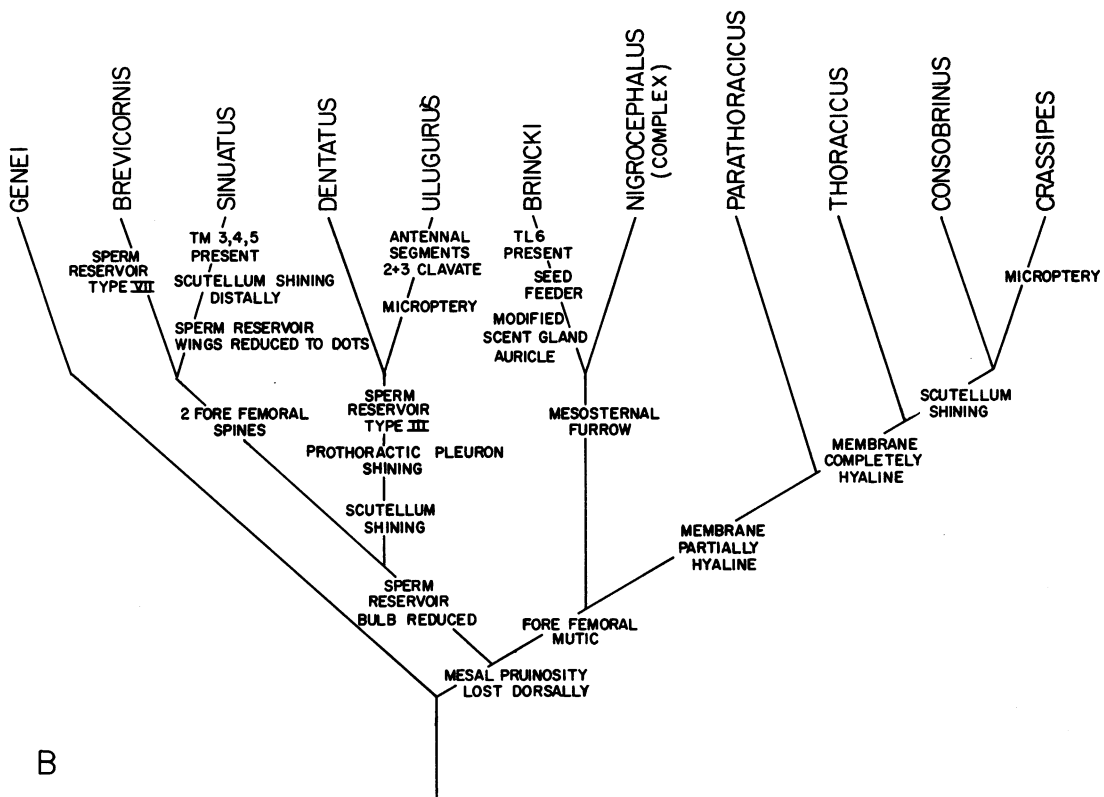 GENEI
BREVICORNIS
SINUATUS
DENTATUS
ULUGURUS
BRINCKI
NIGROCEPHALUS
(COMPLEX)
PARATHORACICUS
THORACICUS
CONSOBRINUS
CRASSIPES
SPERM
RESERVOIR
TYPE VII
TM 3,4,5
PRESENT
SCUTELLUM SHINING
DISTALLY
SPERM RESERVOIR
WINGS REDUCED TO DOTS
ANTENNAL
SEGMENTS
2+3 CLAVATE
MICROPTERY
TL6
PRESENT
SEED
FEEDER
MODIFIED
SCENT GLAND
AURICLE
MICROPTERY
2 FORE FEMORAL
SPINES
SPERM
RESERVOIR
TYPE III
PROTHORACTIC PLEURON
SHINING
SCUTELLUM
SHINING
MESOSTERNAL
FURROW
SCUTELLUM
SHINING
MEMBRANE
COMPLETELY
HYALINE
MEMBRANE
PARTIALLY
HYALINE
SPERM
RESERVOIR
BULB REDUCED
FORE FEMORAL
MUTIC
MESAL PRUINOSITY
LOST DORSALLY
B